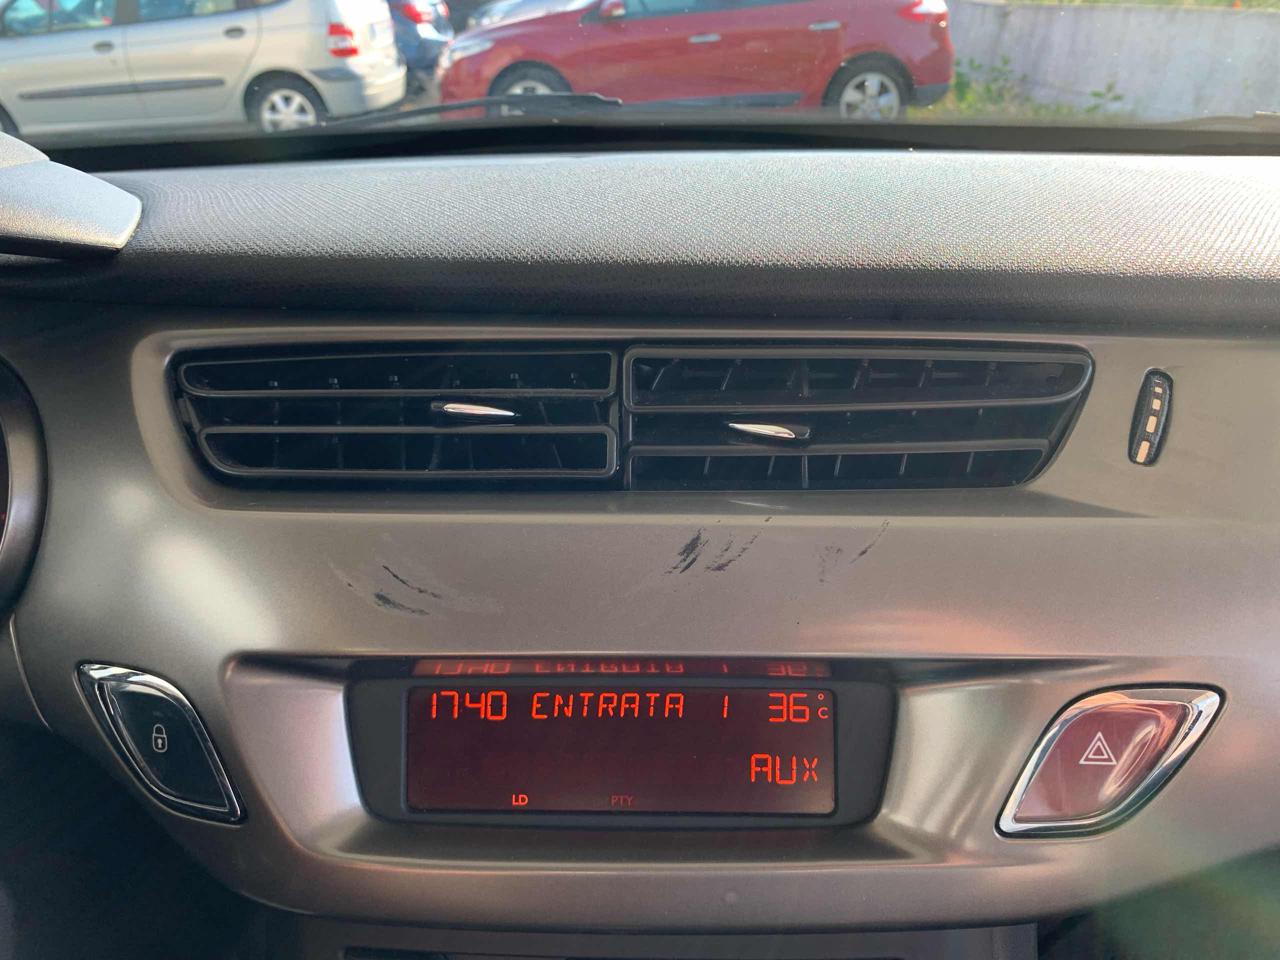 1740 ENTRATA 1 36°C
AUX
LD PTY